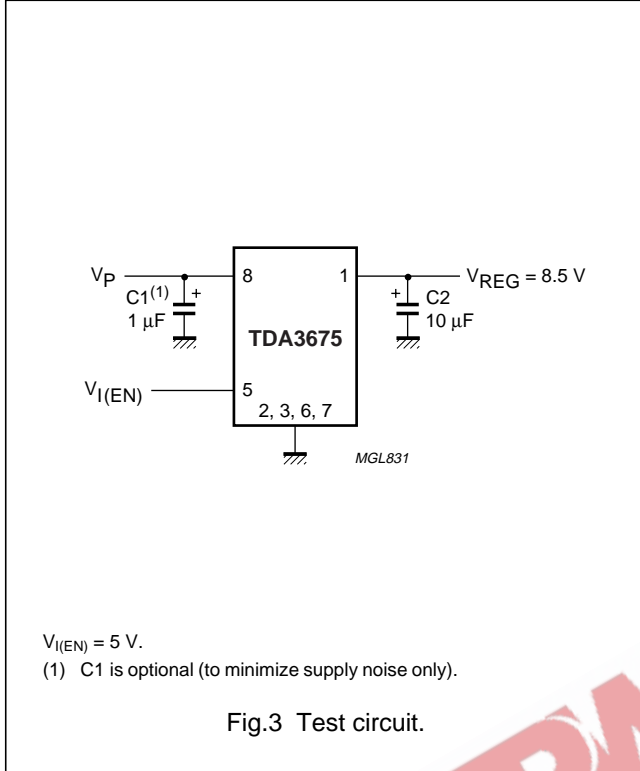 V_P
8
1
V_REG = 8.5 V
C1(1)
+
1 μF
+
C2
10 μF
TDA3675
V_I(EN)
5
2, 3, 6, 7
MGL831
V_I(EN) = 5 V.
(1) C1 is optional (to minimize supply noise only).
Fig.3 Test circuit.